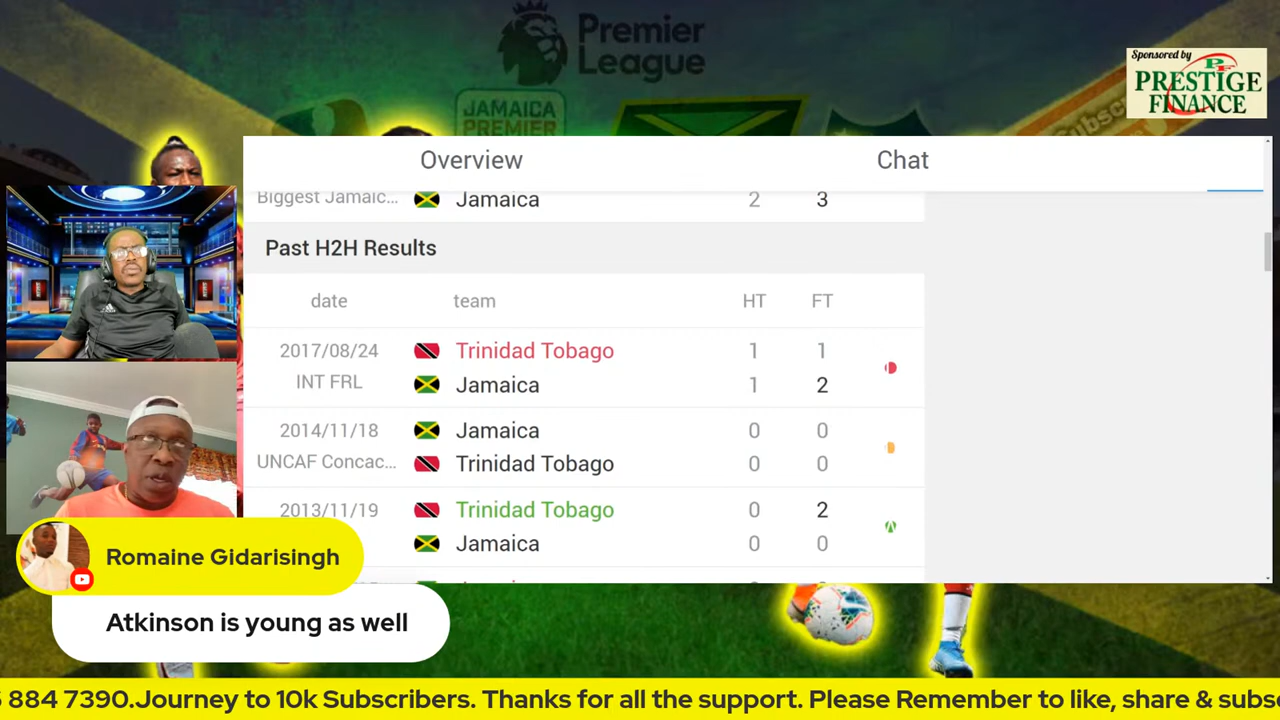 Premier
League
Sponsored by
PF
PRESTIGE
FINANCE
JAMAICA
PREMIER
Subscr
Overview
Chat
Biggest Jamaic... Jamaica 2 3
Past H2H Results
date team HT FT
2017/08/24 Trinidad Tobago 1 1
INT FRL Jamaica 1 2
2014/11/18 Jamaica 0 0
UNCAF Concac... Trinidad Tobago 0 0
2013/11/19 Trinidad Tobago 0 2
Jamaica 0 0
Romaine Gidarisingh
Atkinson is young as well
884 7390.Journey to 10k Subscribers. Thanks for all the support. Please Remember to like, share & subs